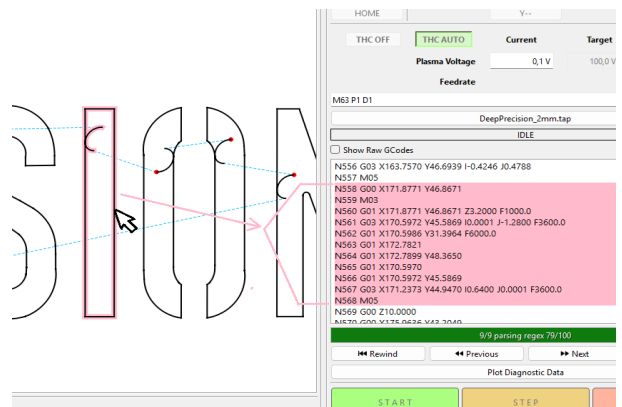 HOME Y--
THC OFF THC AUTO Current Target
Plasma Voltage 0,1 V 100,0 V
Feedrate
M63 P1 D1
DeepPrecision_2mm.tap
IDLE
Show Raw GCodes
N556 G03 X163.7570 Y46.6939 I-0.4246 J0.4788
N557 M05
N558 G00 X171.8771 Y46.8671
N559 M03
N560 G01 X171.8771 Y46.8671 Z3.2000 F1000.0
N561 G03 X170.5972 Y45.5869 I0.0001 J-1.2800 F3600.0
N562 G01 X170.5986 Y31.3964 F6000.0
N563 G01 X172.7821
N564 G01 X172.7899 Y48.3650
N565 G01 X170.5970
N566 G01 X170.5972 Y45.5869
N567 G03 X171.2373 Y44.9470 I0.6400 J0.0001 F3600.0
N568 M05
N569 G00 Z10.0000
N570 G00 X175.9636 Y43.2049
9/9 parsing regex 79/100
Rewind Previous Next
Plot Diagnostic Data
START STEP